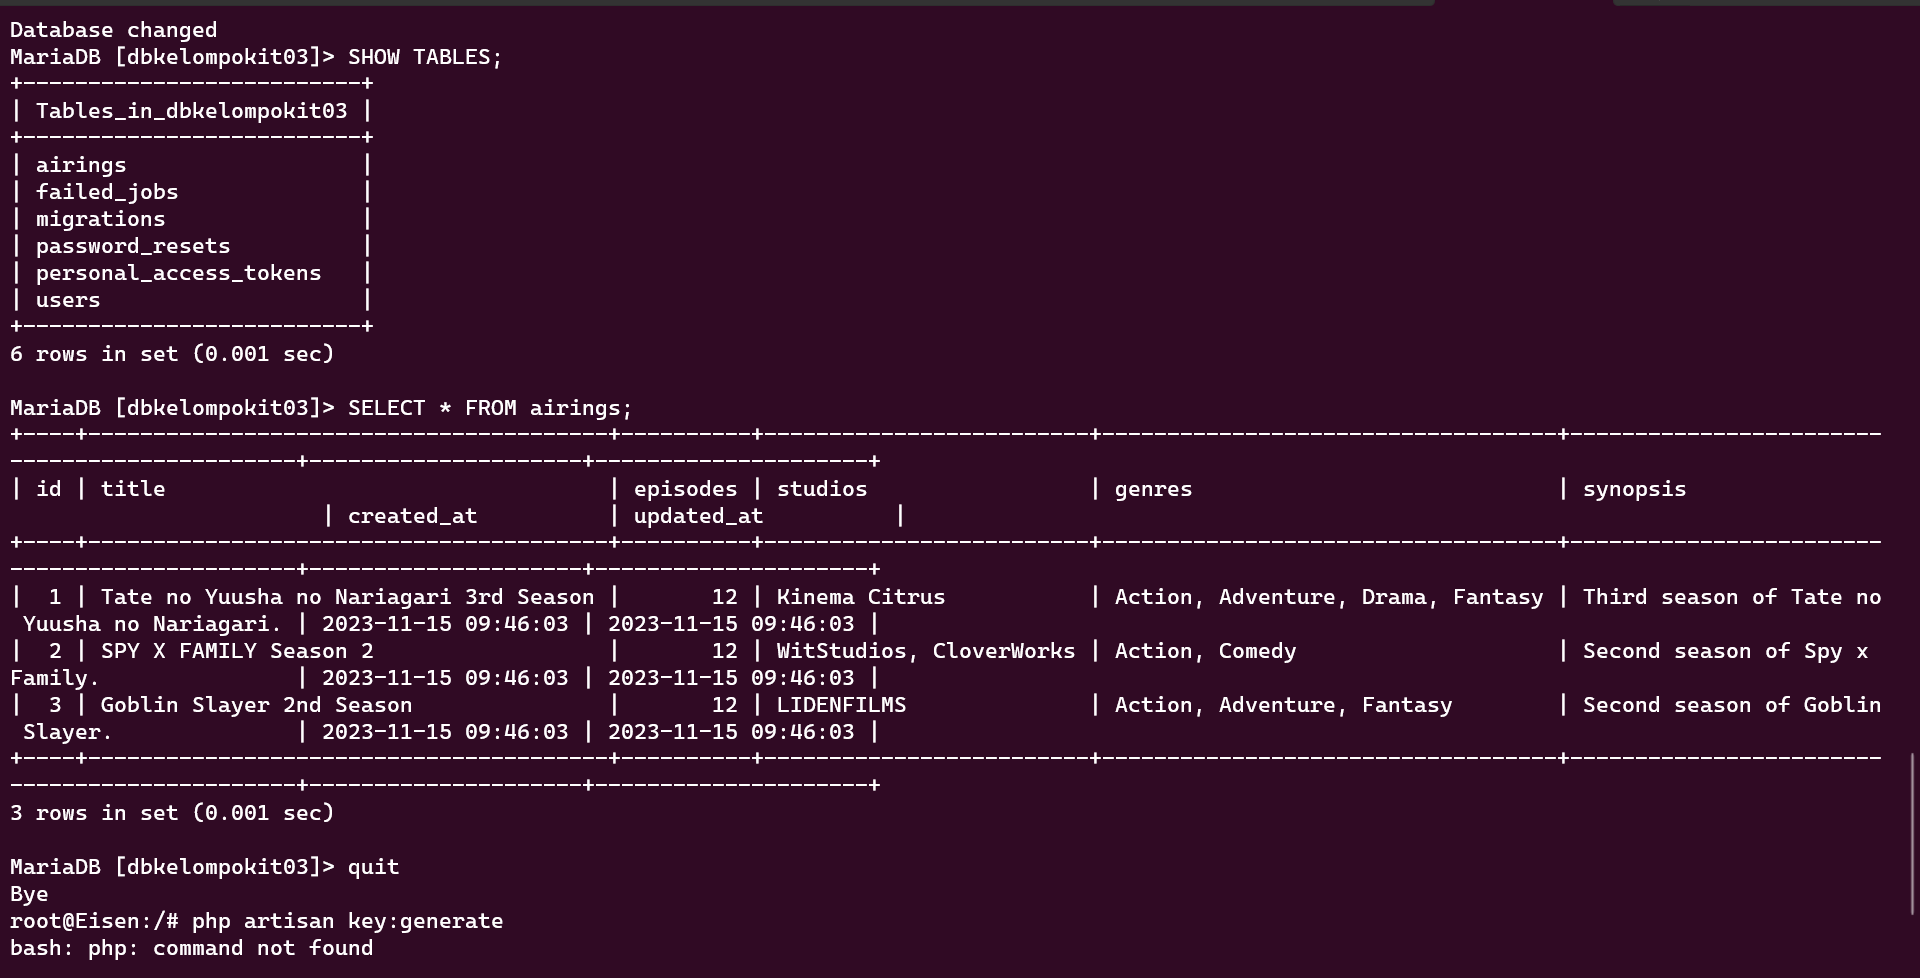 Database changed
MariaDB [dbkelompokit03]> SHOW TABLES;
+--------------------------+
| Tables_in_dbkelompokit03 |
+--------------------------+
| airings                  |
| failed_jobs              |
| migrations               |
| password_resets          |
| personal_access_tokens   |
| users                    |
+--------------------------+
6 rows in set (0.001 sec)

MariaDB [dbkelompokit03]> SELECT * FROM airings;
+----+----------------------------------------+----------+-------------------------+-----------------------------------+------------------------
----------------------+---------------------+---------------------+
| id | title                                  | episodes | studios                 | genres                            | synopsis
                        | created_at          | updated_at          |
+----+----------------------------------------+----------+-------------------------+-----------------------------------+------------------------
----------------------+---------------------+---------------------+
|  1 | Tate no Yuusha no Nariagari 3rd Season |       12 | Kinema Citrus           | Action, Adventure, Drama, Fantasy | Third season of Tate no
 Yuusha no Nariagari. | 2023-11-15 09:46:03 | 2023-11-15 09:46:03 |
|  2 | SPY X FAMILY Season 2                  |       12 | WitStudios, CloverWorks | Action, Comedy                    | Second season of Spy x
Family.               | 2023-11-15 09:46:03 | 2023-11-15 09:46:03 |
|  3 | Goblin Slayer 2nd Season               |       12 | LIDENFILMS              | Action, Adventure, Fantasy        | Second season of Goblin
 Slayer.              | 2023-11-15 09:46:03 | 2023-11-15 09:46:03 |
+----+----------------------------------------+----------+-------------------------+-----------------------------------+------------------------
----------------------+---------------------+---------------------+
3 rows in set (0.001 sec)

MariaDB [dbkelompokit03]> quit
Bye
root@Eisen:/# php artisan key:generate
bash: php: command not found